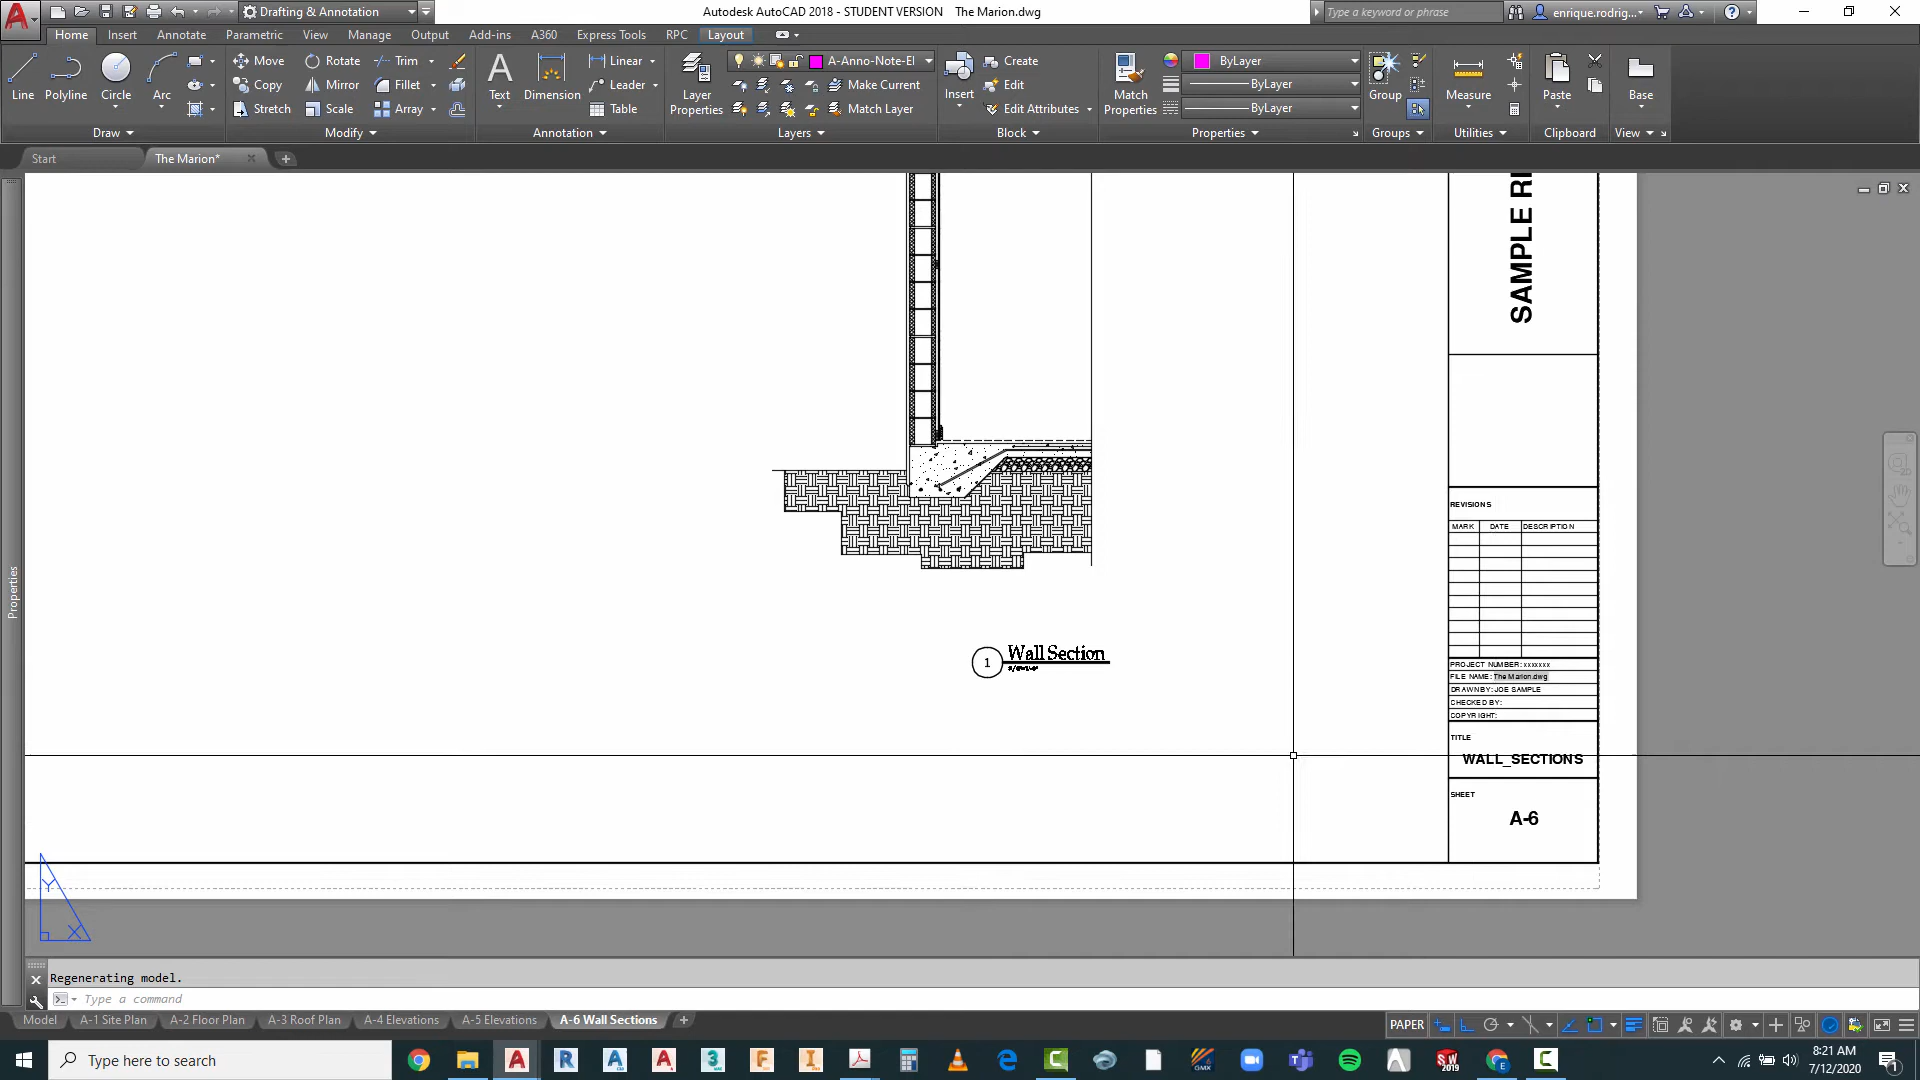 Drafting & Annotation
Autodesk AutoCAD 2018 - STUDENT VERSION The Marion.dwg
Type a keyword or phrase
enrique.rodrig...
Home Insert Annotate Parametric View Manage Output Add-ins A360 Express Tools RPC Layout
Line Polyline Circle Arc
Move Rotate Trim
Copy Mirror Fillet
Stretch Scale Array
Text Dimension
Linear
Leader
Table
Layer Properties
A-Anno-Note-El
Make Current
Match Layer
Insert
Create
Edit
Edit Attributes
Match Properties
ByLayer
ByLayer
ByLayer
Group Measure Paste Base
Draw Modify Annotation Layers Block Properties Groups Utilities Clipboard View
Start The Marion*
SAMPLE
Properties
REVISIONS
MARK DATE DESCRIPTION
1 Wall Section
PROJECT NUMBER: xxxxxxx
FILE NAME: The Marion.dwg
DRAWN BY: JOE SAMPLE
CHECKED BY:
COPYRIGHT:
TITLE
WALL_SECTIONS
SHEET
A-6
Y
X
Regenerating model.
Type a command
Model A-1 Site Plan A-2 Floor Plan A-3 Roof Plan A-4 Elevations A-5 Elevations A-6 Wall Sections
PAPER
Type here to search
8:21 AM
7/12/2020